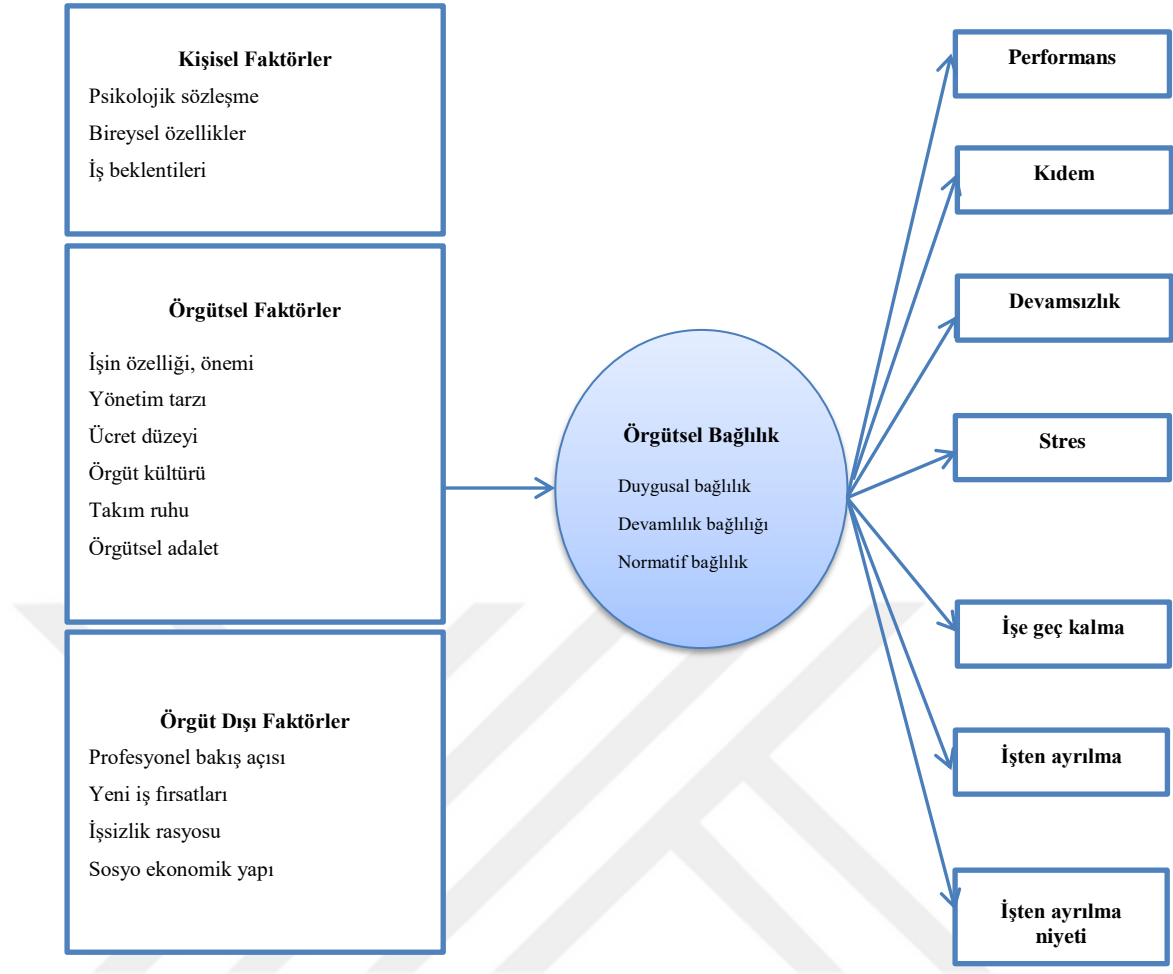 Kişisel Faktörler
Psikolojik sözleşme
Bireysel özellikler
İş beklentileri
Örgütsel Faktörler
İşin özelliği, önemi
Yönetim tarzı
Ücret düzeyi
Örgüt kültürü
Takım ruhu
Örgütsel adalet
Örgüt Dışı Faktörler
Profesyonel bakış açısı
Yeni iş fırsatları
İşsizlik rasyosu
Sosyo ekonomik yapı
Örgütsel Bağlılık
Duygusal bağlılık
Devamlılık bağlılığı
Normatif bağlılık
Performans
Kıdem
Devamsızlık
Stres
İşe geç kalma
İşten ayrılma
İşten ayrılma
niyeti